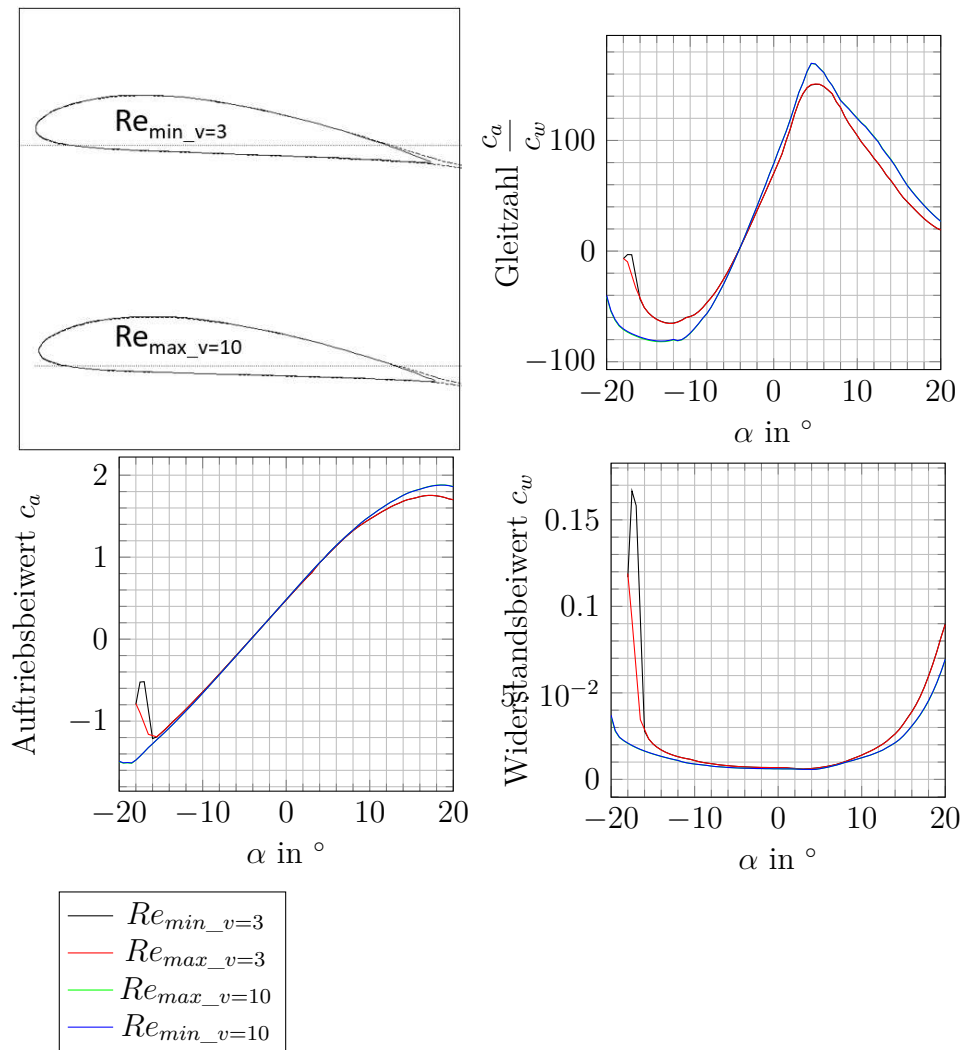 Re_min_v=3
Re_max_v=10
Gleitzahl c_a/c_w
100
0
−100
−10
0
10
20
−20
α in °
Auftriebsbeiwert c_a
2
1
0
−1
−20
−10
0
10
20
α in °
Widerstandsbeiwert c_w
0.15
0.1
5 10^−2
0
−20
−10
0
10
20
α in °
Re_min_v=3
Re_max_v=3
Re_max_v=10
Re_min_v=10